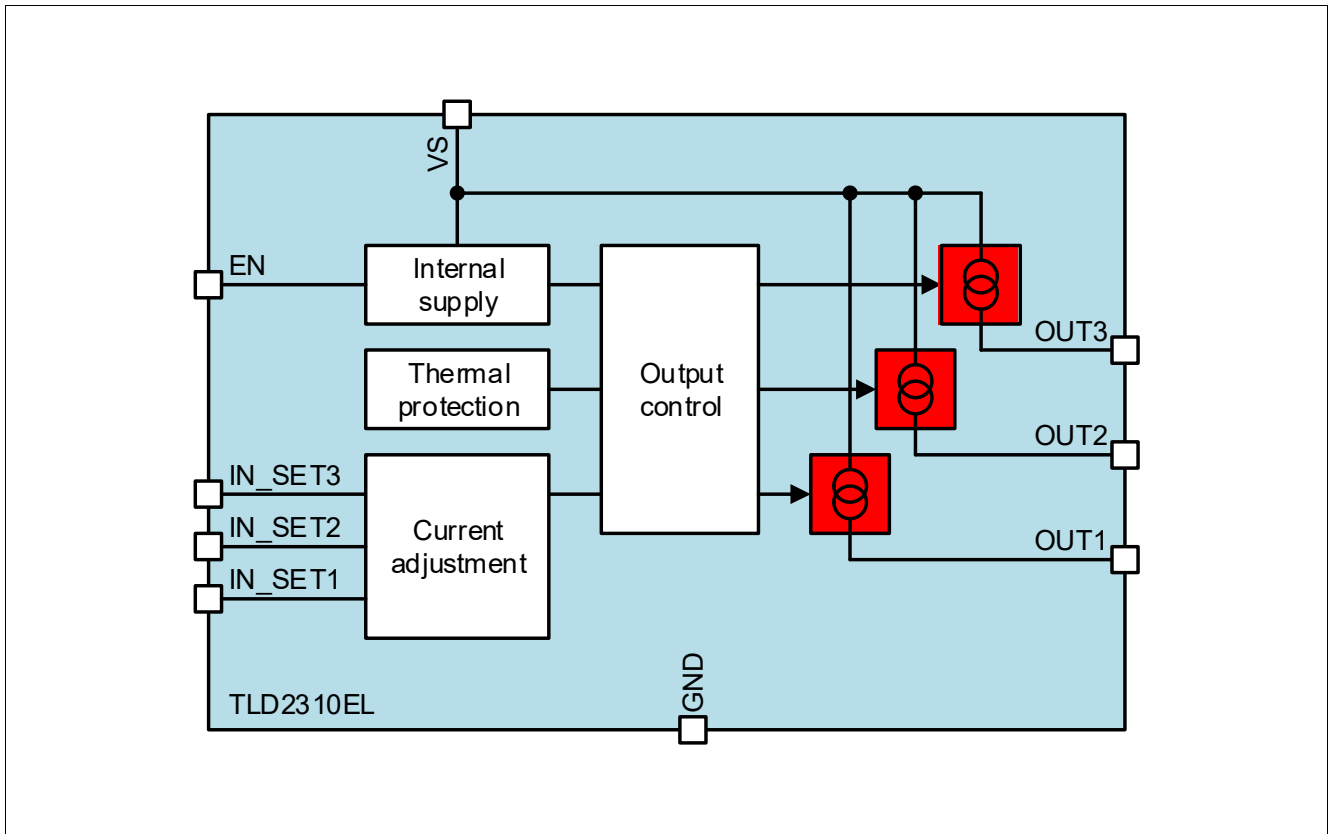 VS
EN
Internal
supply
Thermal
protection
Output
control
OUT3
OUT2
OUT1
IN_SET3
IN_SET2
IN_SET1
Current
adjustment
TLD2310EL
GND